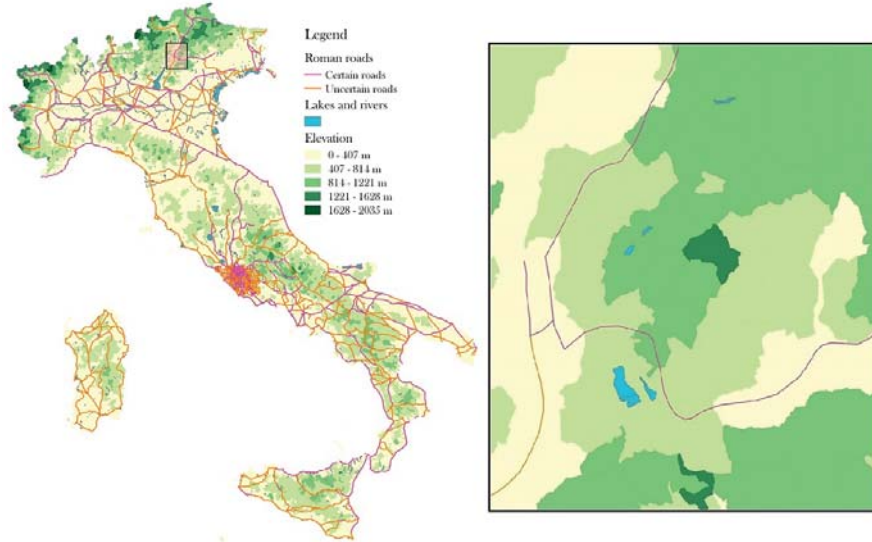 Legend
Roman roads
Certain roads
Uncertain roads
Lakes and rivers
Elevation
0 - 407 m
407 - 814 m
814 - 1221 m
1221 - 1628 m
1628 - 2035 m